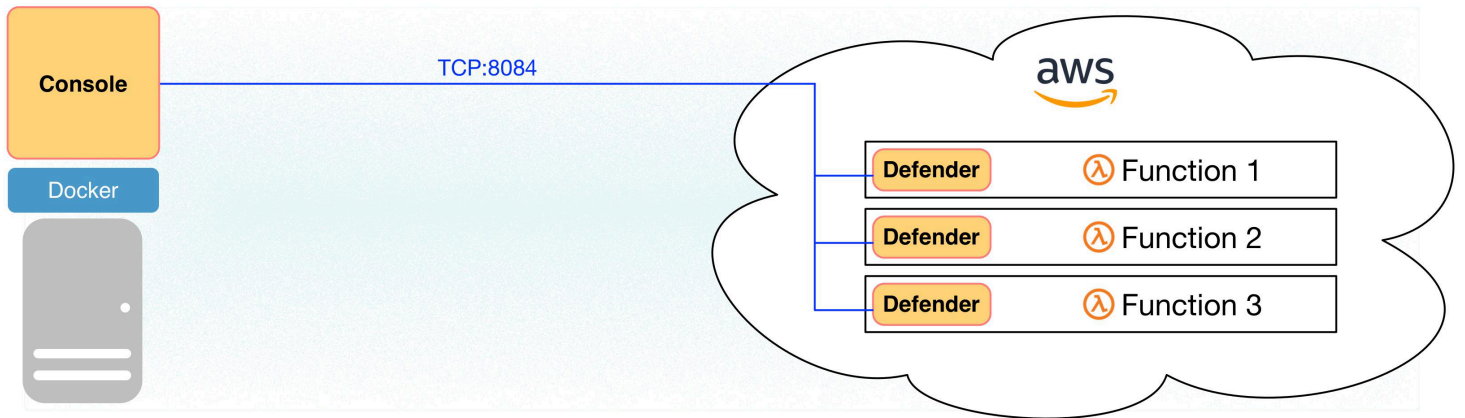 Console
Docker
TCP:8084
aws
Defender λ Function 1
Defender λ Function 2
Defender λ Function 3